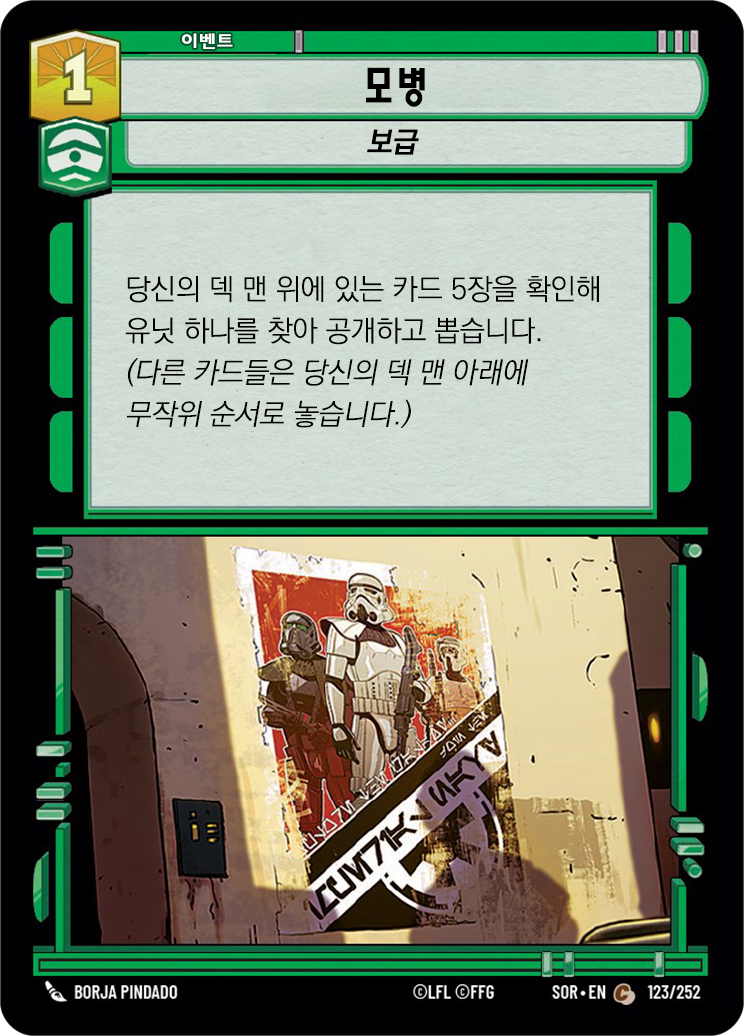 이벤트
1
모병
보급
당신의 덱 맨 위에 있는 카드 5장을 확인해
유닛 하나를 찾아 공개하고 뽑습니다.
(다른 카드들은 당신의 덱 맨 아래에
무작위 순서로 놓습니다.)
BORJA PINDADO
©LFL ©FFG
SOR • EN C 123/252